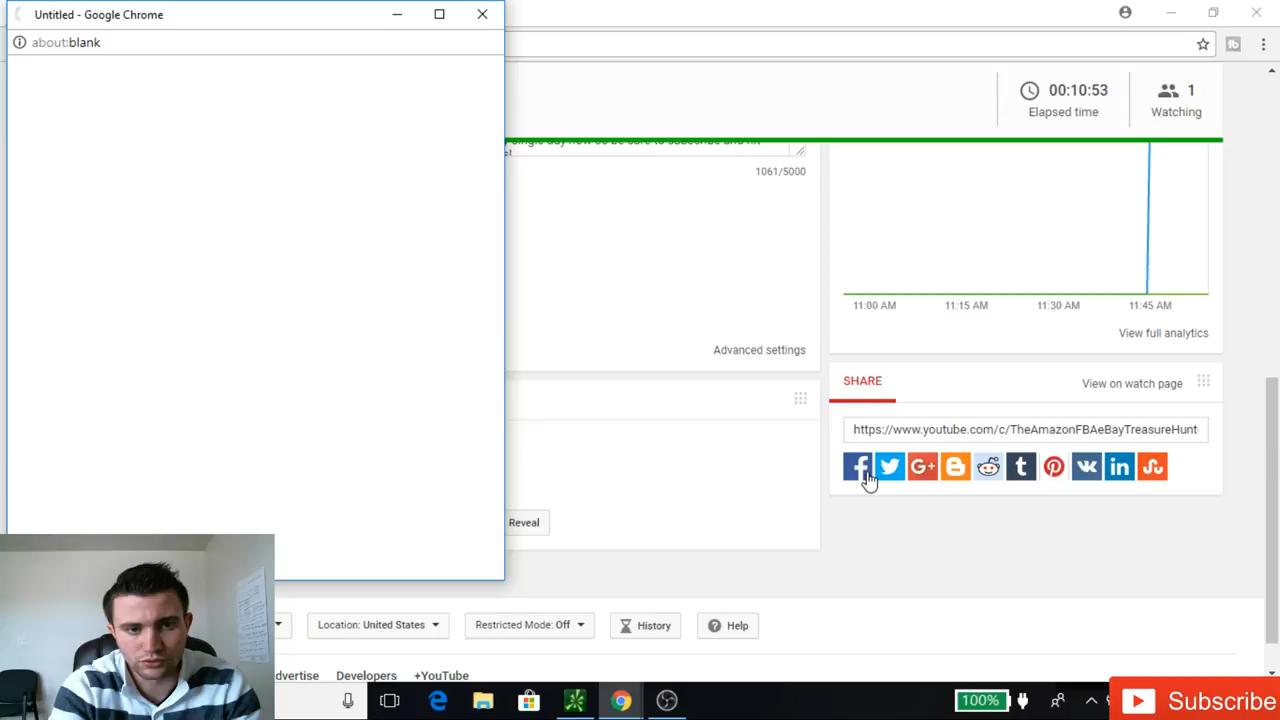 Untitled - Google Chrome
about:blank
00:10:53
Elapsed time
1
Watching
1061/5000
Advanced settings
11:00 AM
11:15 AM
11:30 AM
11:45 AM
View full analytics
SHARE
View on watch page
https://www.youtube.com/c/TheAmazonFBAeBayTreasureHunt
Reveal
Location: United States
Restricted Mode: Off
History
Help
dvertise
Developers
+YouTube
100%
Subscribe